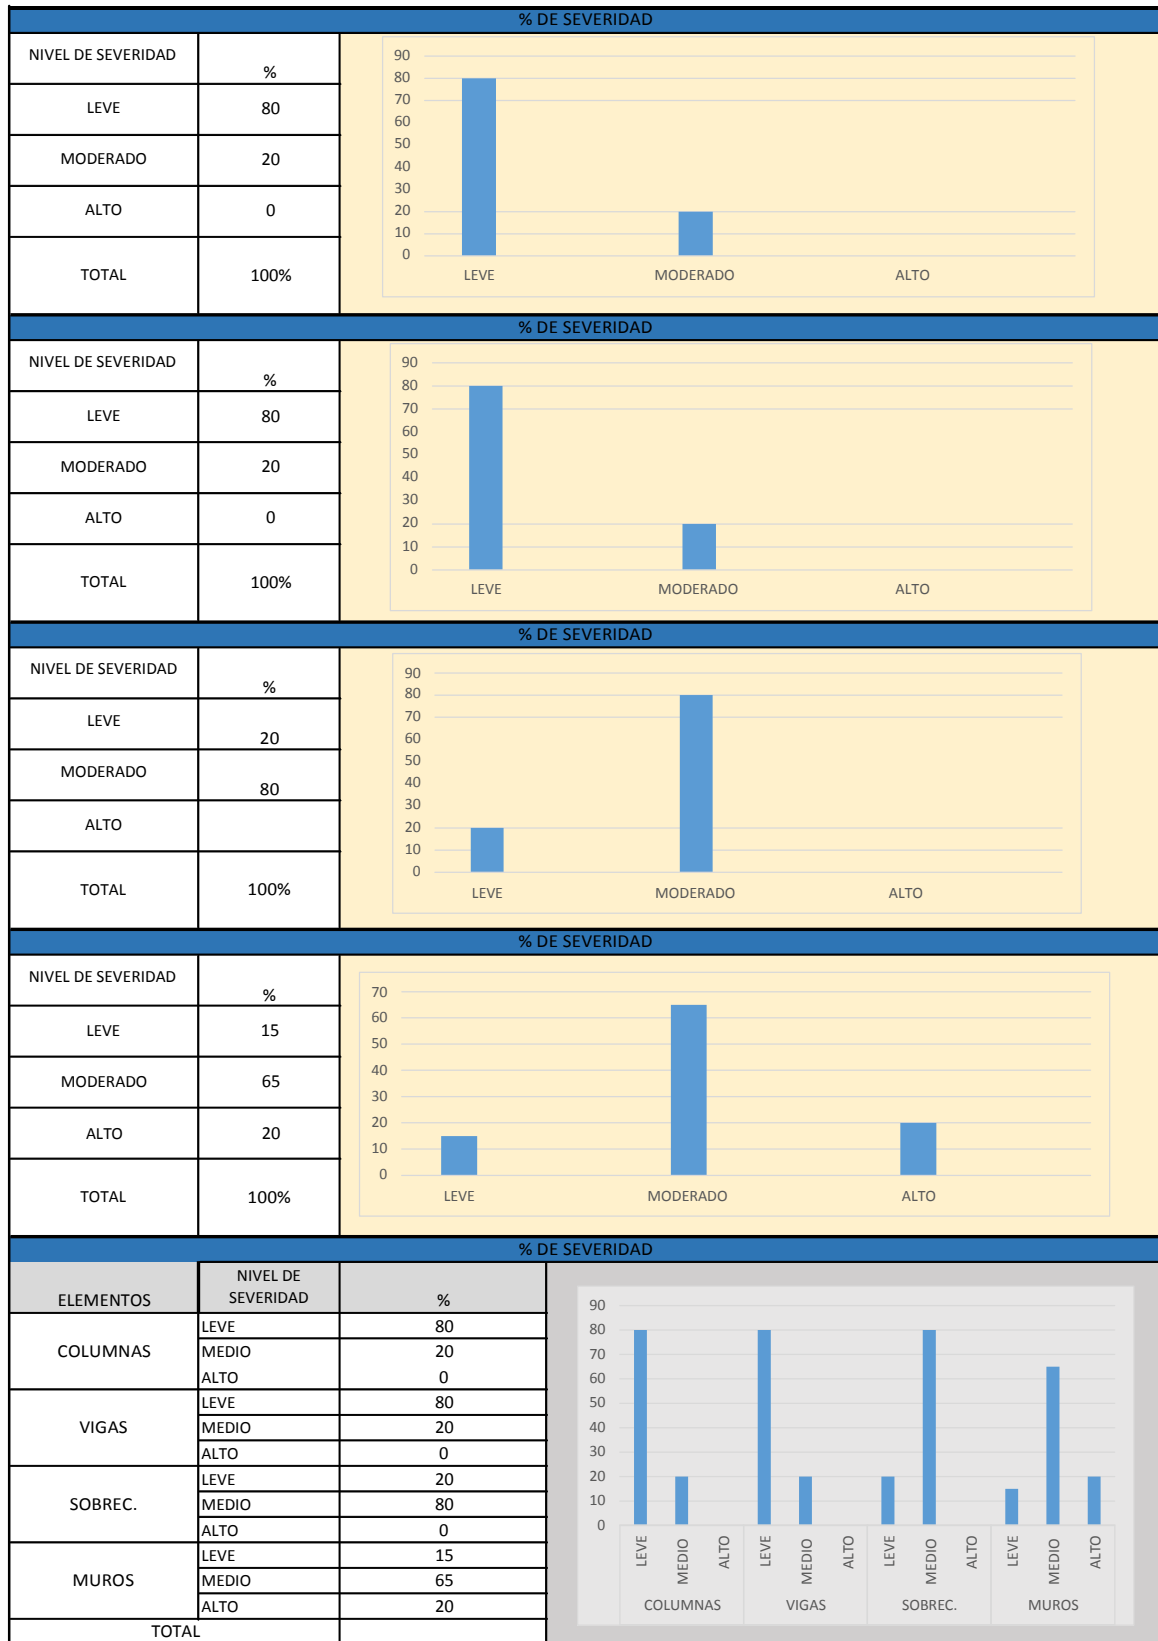 % DE SEVERIDAD
NIVEL DE SEVERIDAD
%
LEVE
80
MODERADO
20
ALTO
0
TOTAL
100%
90
80
70
60
50
40
30
20
10
0
LEVE MODERADO ALTO
% DE SEVERIDAD
NIVEL DE SEVERIDAD
%
LEVE
80
MODERADO
20
ALTO
0
TOTAL
100%
90
80
70
60
50
40
30
20
10
0
LEVE MODERADO ALTO
% DE SEVERIDAD
NIVEL DE SEVERIDAD
%
LEVE
20
MODERADO
80
ALTO
TOTAL
100%
90
80
70
60
50
40
30
20
10
0
LEVE MODERADO ALTO
% DE SEVERIDAD
NIVEL DE SEVERIDAD
%
LEVE
15
MODERADO
65
ALTO
20
TOTAL
100%
70
60
50
40
30
20
10
0
LEVE MODERADO ALTO
% DE SEVERIDAD
ELEMENTOS
NIVEL DE
SEVERIDAD
%
COLUMNAS
LEVE 80
MEDIO 20
ALTO 0
VIGAS
LEVE 80
MEDIO 20
ALTO 0
SOBREC.
LEVE 20
MEDIO 80
ALTO 0
MUROS
LEVE 15
MEDIO 65
ALTO 20
TOTAL
90
80
70
60
50
40
30
20
10
0
LEVE MEDIO ALTO LEVE MEDIO ALTO LEVE MEDIO ALTO LEVE MEDIO ALTO
COLUMNAS VIGAS SOBREC. MUROS